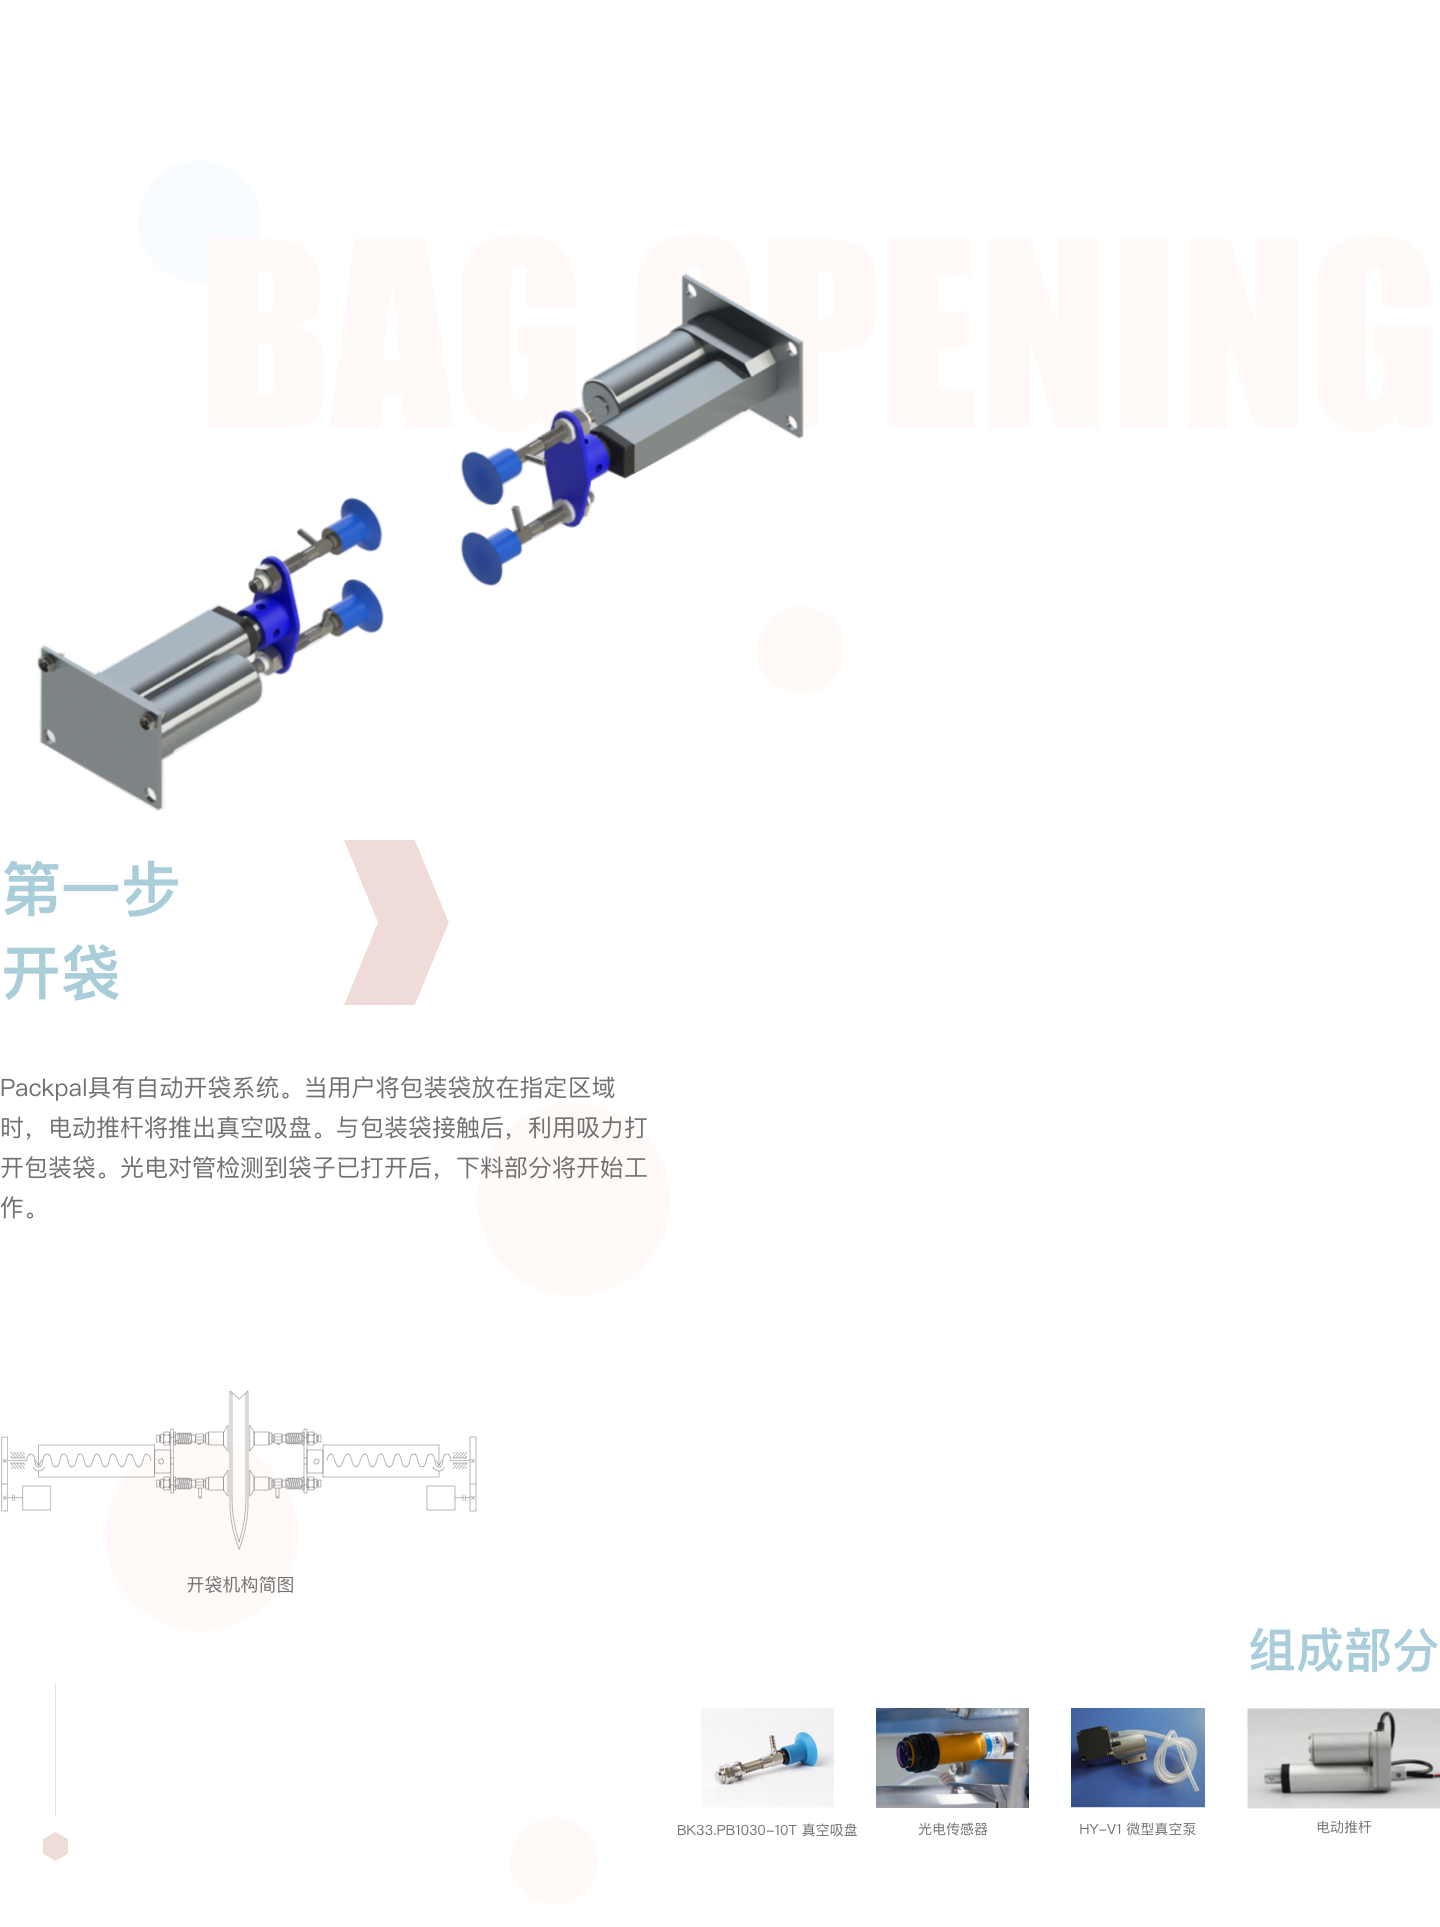 BAG OPENING
第一步
开袋
Packpal具有自动开袋系统。当用户将包装袋放在指定区域
时，电动推杆将推出真空吸盘。与包装袋接触后，利用吸力打
开包装袋。光电对管检测到袋子已打开后，下料部分将开始工
作。
开袋机构简图
组成部分
BK33.PB1030-10T 真空吸盘
光电传感器
HY-V1 微型真空泵
电动推杆